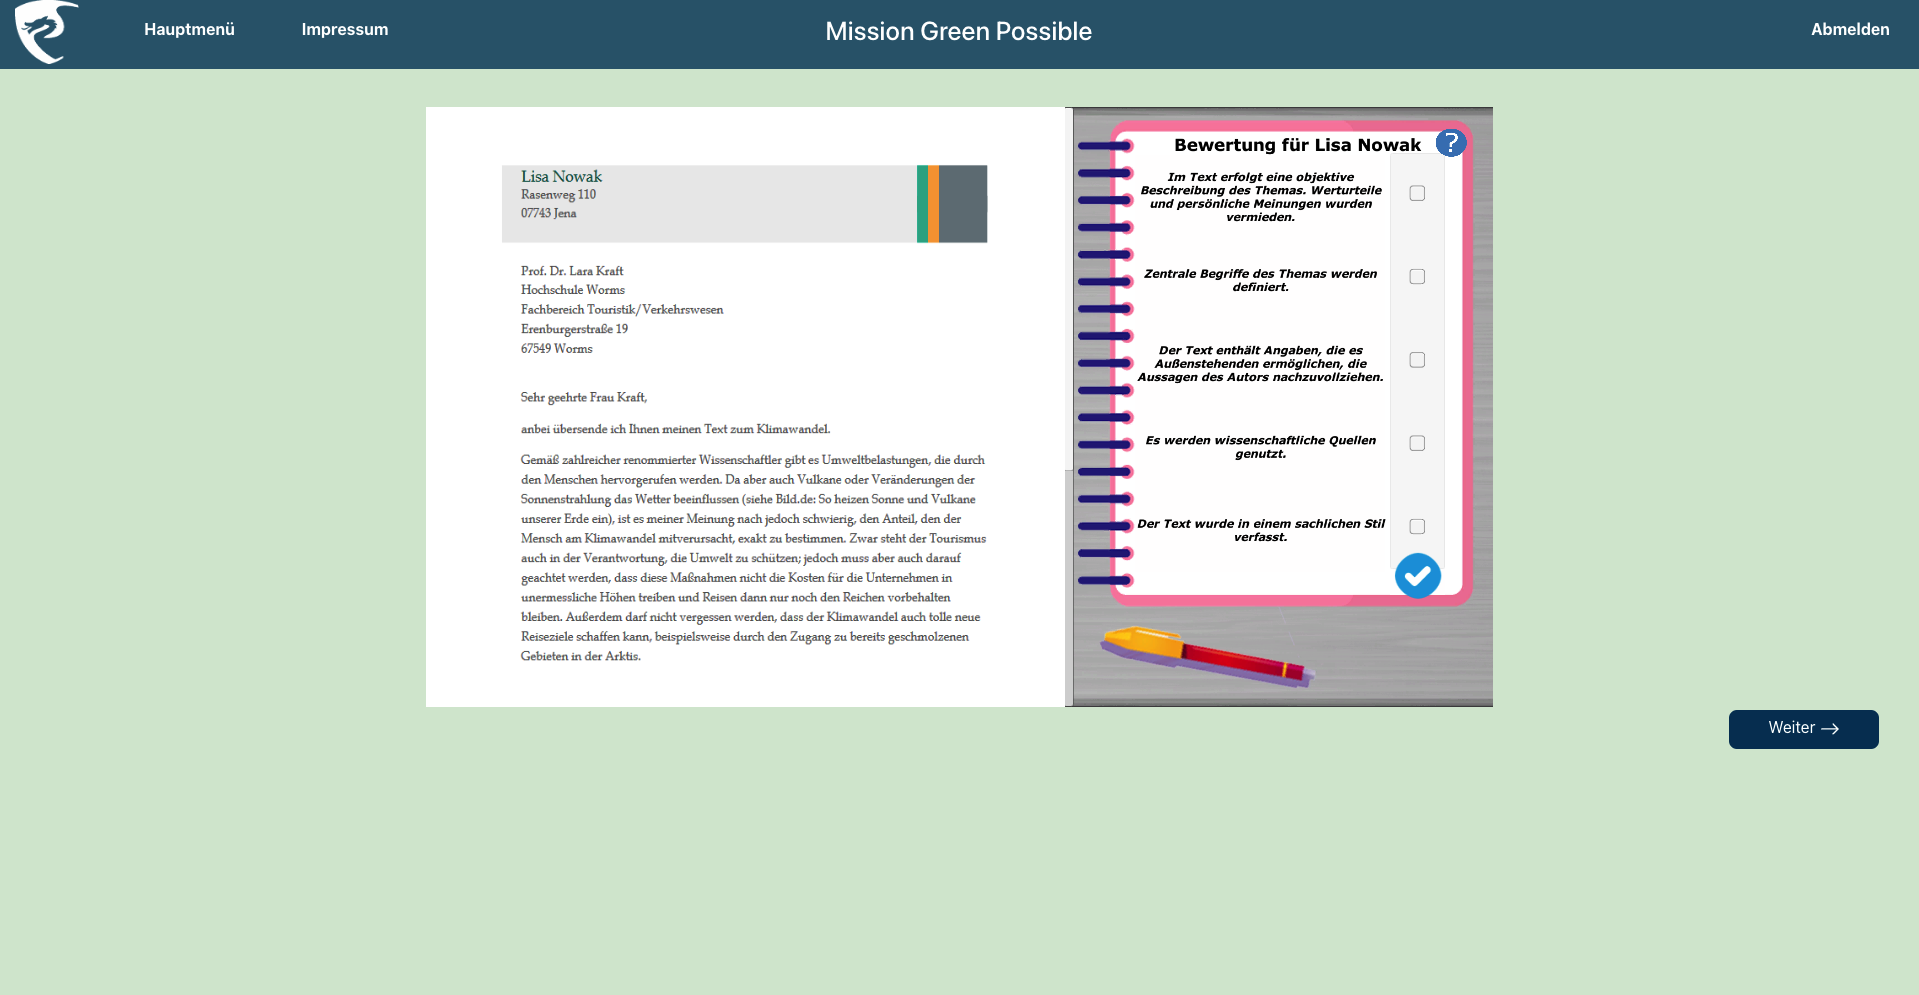 Hauptmenü
Impressum
Mission Green Possible
Abmelden
Lisa Nowak
Rasenweg 110
07743 Jena
Prof. Dr. Lara Kraft
Hochschule Worms
Fachbereich Touristik/Verkehrswesen
Erenburgerstraße 19
67549 Worms
Sehr geehrte Frau Kraft,
anbei übersende ich Ihnen meinen Text zum Klimawandel.
Gemäß zahlreicher renommierter Wissenschaftler gibt es Umweltbelastungen, die durch
den Menschen hervorgerufen werden. Da aber auch Vulkane oder Veränderungen der
Sonnenstrahlung das Wetter beeinflussen (siehe Bild.de: So heizen Sonne und Vulkane
unserer Erde ein), ist es meiner Meinung nach jedoch schwierig, den Anteil, den der
Mensch am Klimawandel mitverursacht, exakt zu bestimmen. Zwar steht der Tourismus
auch in der Verantwortung, die Umwelt zu schützen; jedoch muss aber auch darauf
geachtet werden, dass diese Maßnahmen nicht die Kosten für die Unternehmen in
unermessliche Höhen treiben und Reisen dann nur noch den Reichen vorbehalten
bleiben. Außerdem darf nicht vergessen werden, dass der Klimawandel auch tolle neue
Reiseziele schaffen kann, beispielsweise durch den Zugang zu bereits geschmolzenen
Gebieten in der Arktis.
Bewertung für Lisa Nowak
?
Im Text erfolgt eine objektive
Beschreibung des Themas. Werturteile
und persönliche Meinungen wurden
vermieden.
Zentrale Begriffe des Themas werden
definiert.
Der Text enthält Angaben, die es
Außenstehenden ermöglichen, die
Aussagen des Autors nachzuvollziehen.
Es werden wissenschaftliche Quellen
genutzt.
Der Text wurde in einem sachlichen Stil
verfasst.
Weiter →